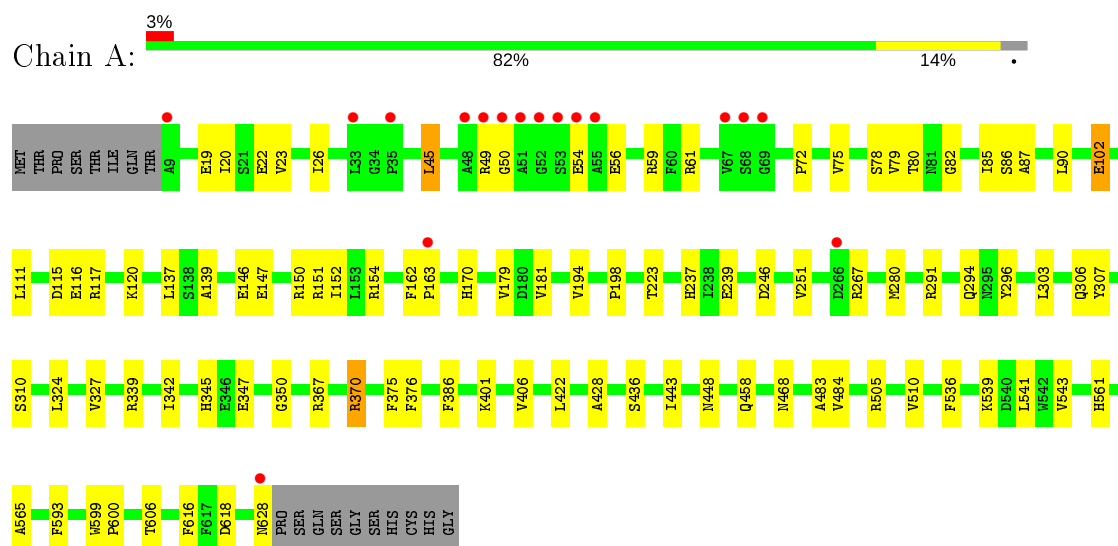 3%
Chain A:
82% 14% •
MET THR PRO SER THR ILE GLN THR A9 E19 I20 S21 E22 V23 I26 L33 G34 P35 L45 A48 R49 G50 A51 G52 S53 E54 A55 E56 R59 F60 R61 V67 S68 G69 P72 V75 S78 V79 T80 N81 G82 I85 S86 A87 L90 E102
L111 D115 E116 R117 K120 L137 S138 A139 E146 E147 R150 R151 I152 L153 R154 F162 P163 H170 V179 D180 V181 V194 P198 T223 H237 I238 E239 D246 V251 D266 R267 M280 R291 Q294 N295 Y296 L303 Q306 Y307
S310 L324 V327 R339 I342 H345 E346 E347 G350 R367 R370 F375 F376 F386 K401 V406 L422 A428 S436 I443 N448 Q458 N468 A483 V484 R505 V510 F536 K539 D540 L541 W542 V543 H561
A565 F593 W599 P600 T606 F616 F617 D618 N628 PRO SER GLN SER GLY SER HIS CYS HIS GLY